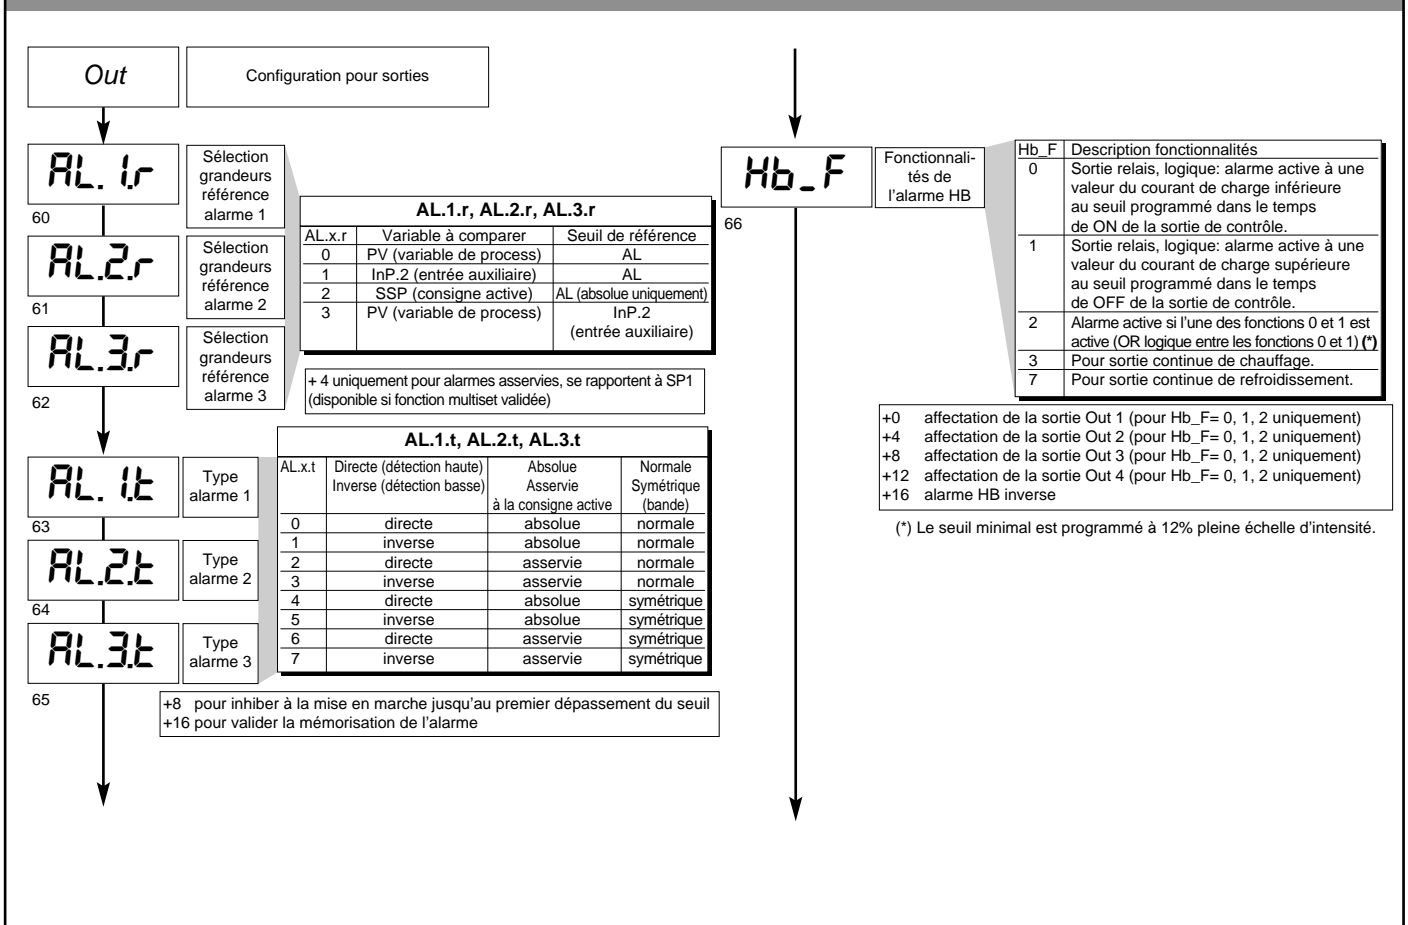 Out
Configuration pour sorties
AL.1.r
Sélection
grandeurs
référence
alarme 1
60
AL.2.r
Sélection
grandeurs
référence
alarme 2
61
AL.3.r
Sélection
grandeurs
référence
alarme 3
62
AL.1.r, AL.2.r, AL.3.r
AL.x.r Variable à comparer Seuil de référence
0 PV (variable de process) AL
1 InP.2 (entrée auxiliaire) AL
2 SSP (consigne active) AL (absolue uniquement)
3 PV (variable de process) InP.2
(entrée auxiliaire)
+ 4 uniquement pour alarmes asservies, se rapportent à SP1
(disponible si fonction multiset validée)
AL.1.t
Type
alarme 1
63
AL.2.t
Type
alarme 2
64
AL.3.t
Type
alarme 3
65
AL.1.t, AL.2.t, AL.3.t
AL.x.t Directe (détection haute) Absolue Normale
Inverse (détection basse) Asservie Symétrique
à la consigne active (bande)
0 directe absolue normale
1 inverse absolue normale
2 directe asservie normale
3 inverse asservie normale
4 directe absolue symétrique
5 inverse absolue symétrique
6 directe asservie symétrique
7 inverse asservie symétrique
+8 pour inhiber à la mise en marche jusqu'au premier dépassement du seuil
+16 pour valider la mémorisation de l'alarme
Hb_F
Fonctionnali-
tés de
l'alarme HB
66
Hb_F Description fonctionnalités
0 Sortie relais, logique: alarme active à une
valeur du courant de charge inférieure
au seuil programmé dans le temps
de ON de la sortie de contrôle.
1 Sortie relais, logique: alarme active à une
valeur du courant de charge supérieure
au seuil programmé dans le temps
de OFF de la sortie de contrôle.
2 Alarme active si l'une des fonctions 0 et 1 est
active (OR logique entre les fonctions 0 et 1) (*)
3 Pour sortie continue de chauffage.
7 Pour sortie continue de refroidissement.
+0 affectation de la sortie Out 1 (pour Hb_F= 0, 1, 2 uniquement)
+4 affectation de la sortie Out 2 (pour Hb_F= 0, 1, 2 uniquement)
+8 affectation de la sortie Out 3 (pour Hb_F= 0, 1, 2 uniquement)
+12 affectation de la sortie Out 4 (pour Hb_F= 0, 1, 2 uniquement)
+16 alarme HB inverse
(*) Le seuil minimal est programmé à 12% pleine échelle d'intensité.